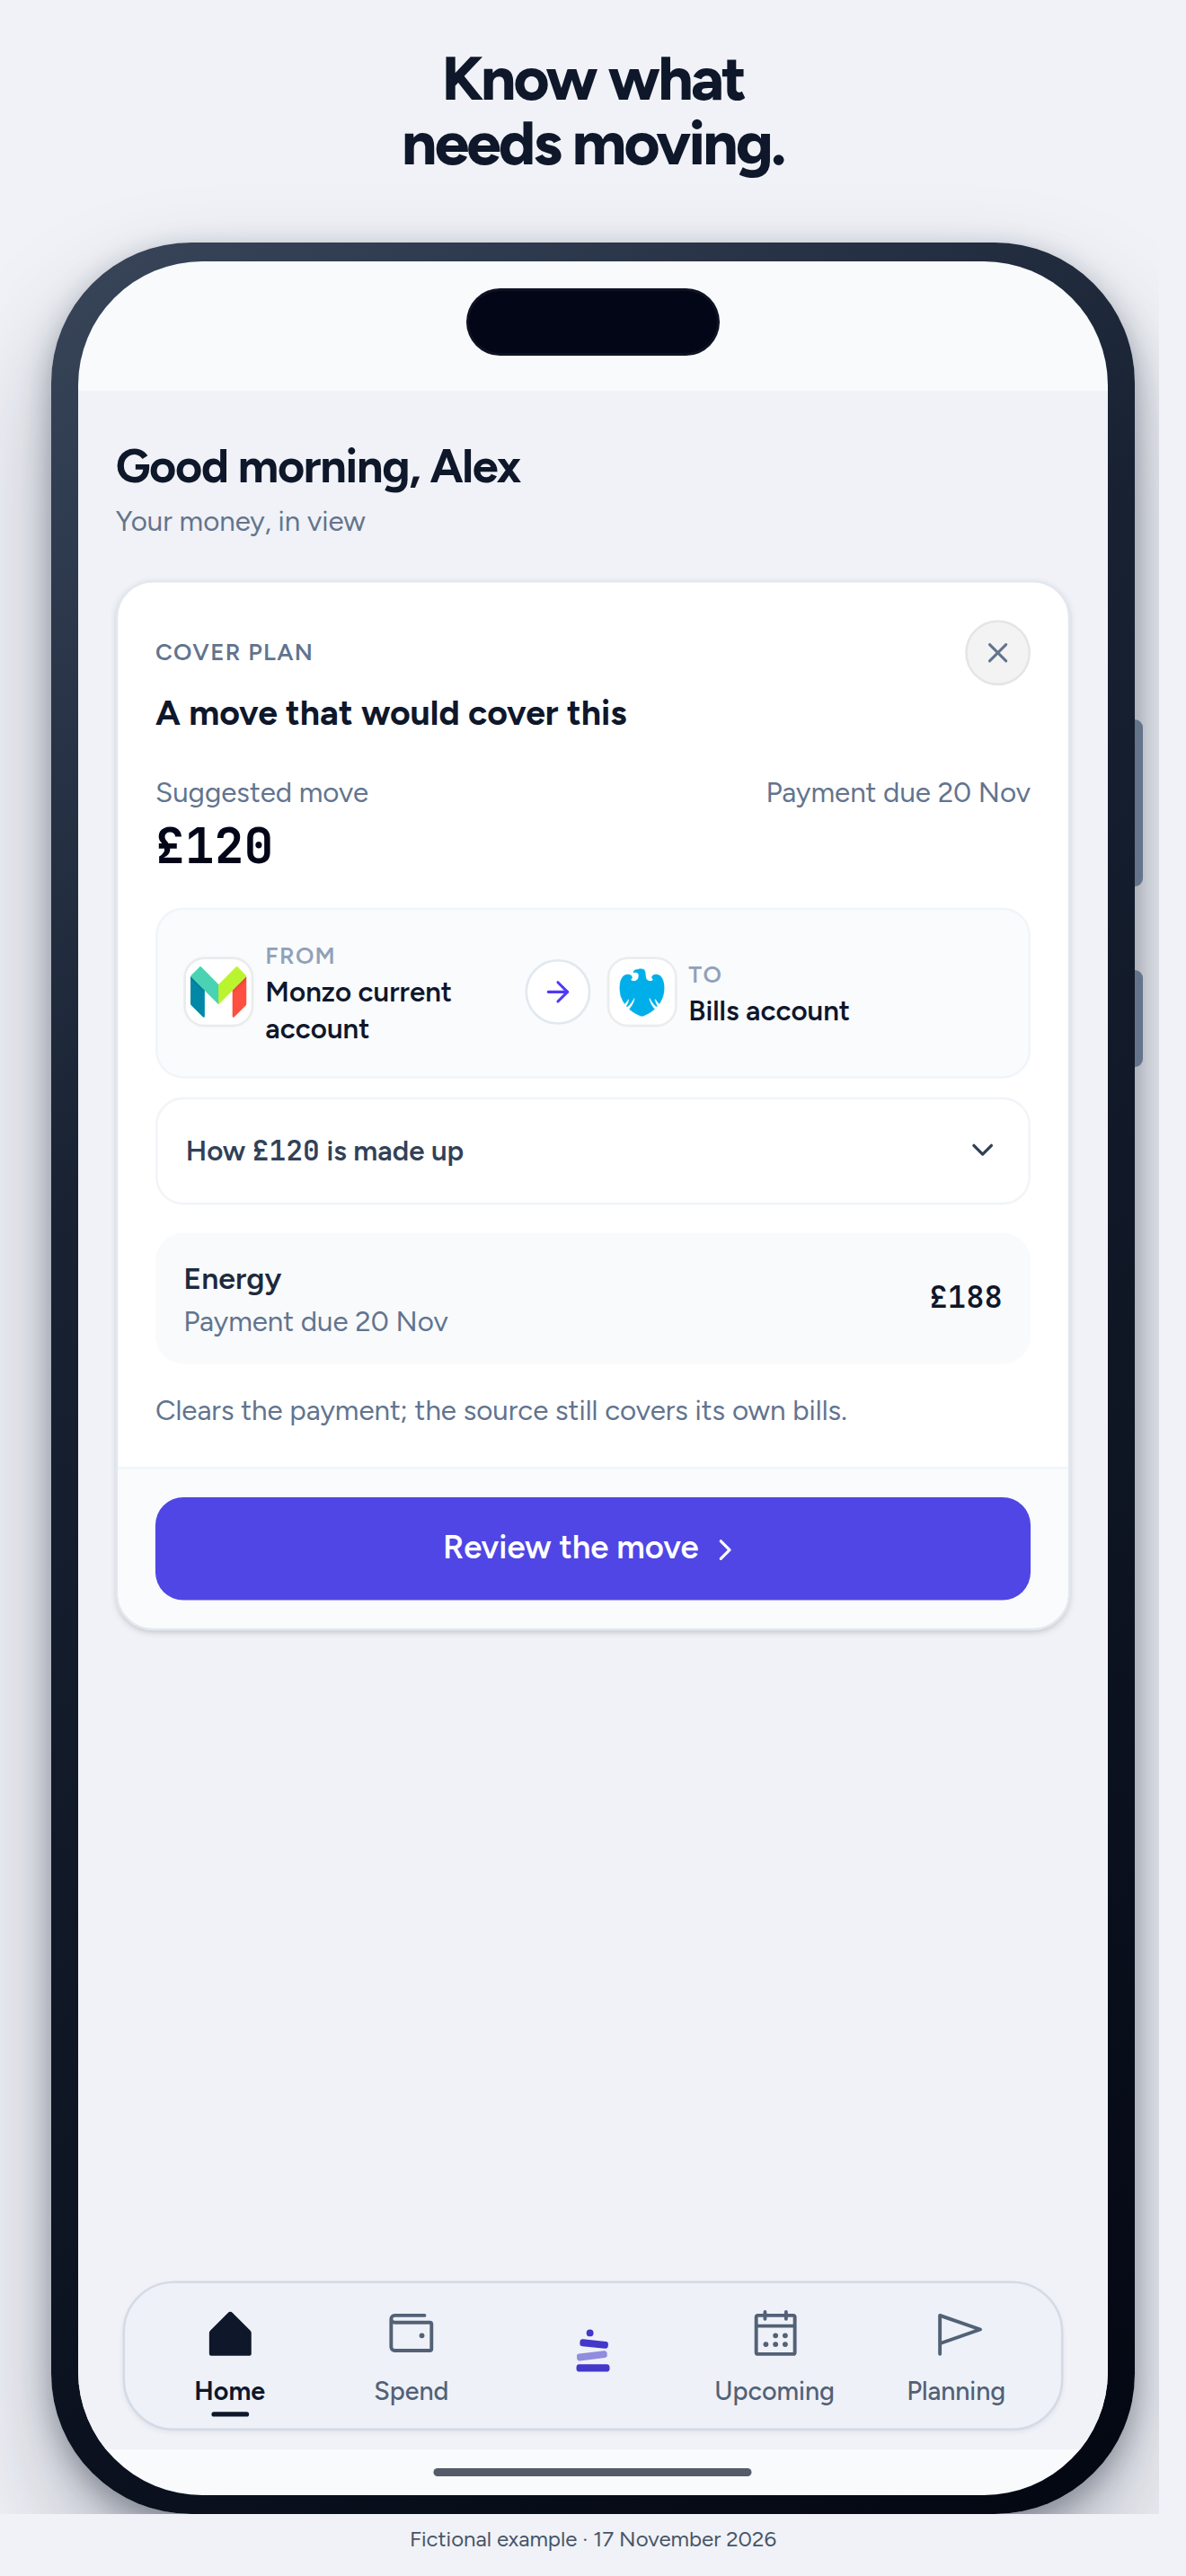 Know what
needs moving.
Good morning, Alex
Your money, in view
COVER PLAN
A move that would cover this
Suggested move
Payment due 20 Nov
£120
FROM
Monzo current
account
TO
Bills account
How £120 is made up
Energy
Payment due 20 Nov
£188
Clears the payment; the source still covers its own bills.
Review the move
Home
Spend
Upcoming
Planning
Fictional example · 17 November 2026